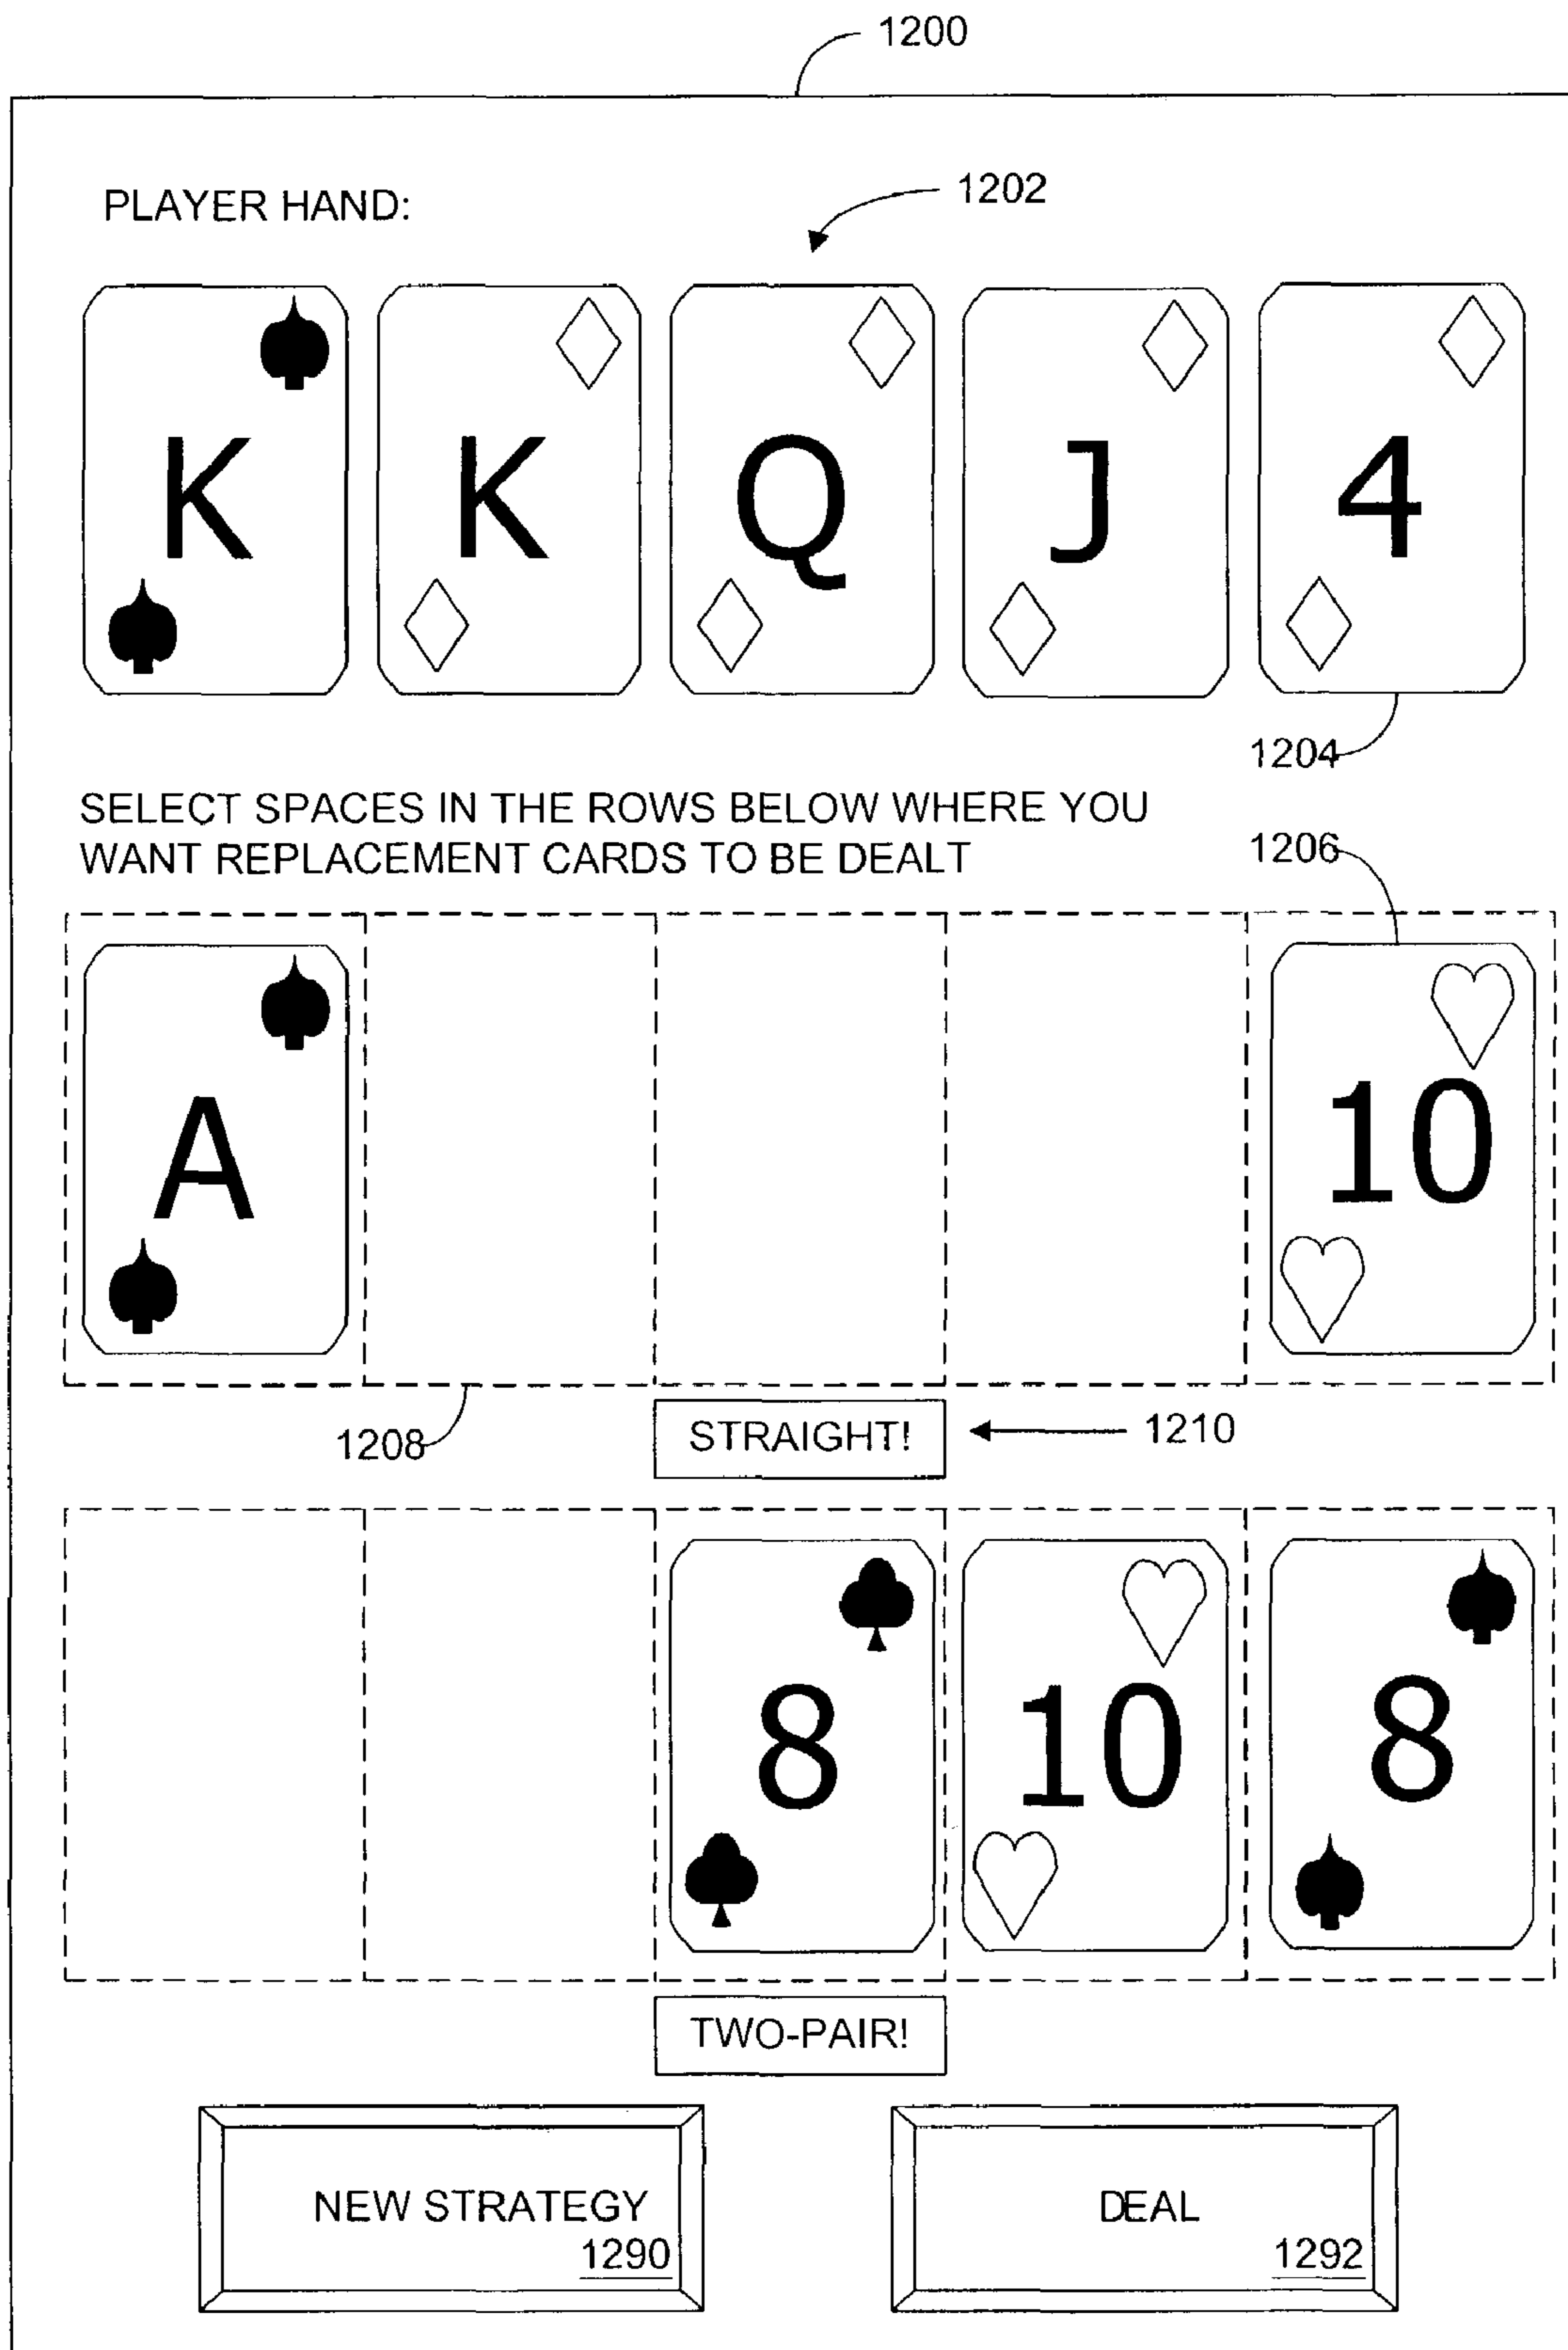 1200
PLAYER HAND:
1202
K K Q J 4
1204
SELECT SPACES IN THE ROWS BELOW WHERE YOU
WANT REPLACEMENT CARDS TO BE DEALT
1206
A 10
1208
STRAIGHT!
1210
8 10 8
TWO-PAIR!
NEW STRATEGY
1290
DEAL
1292